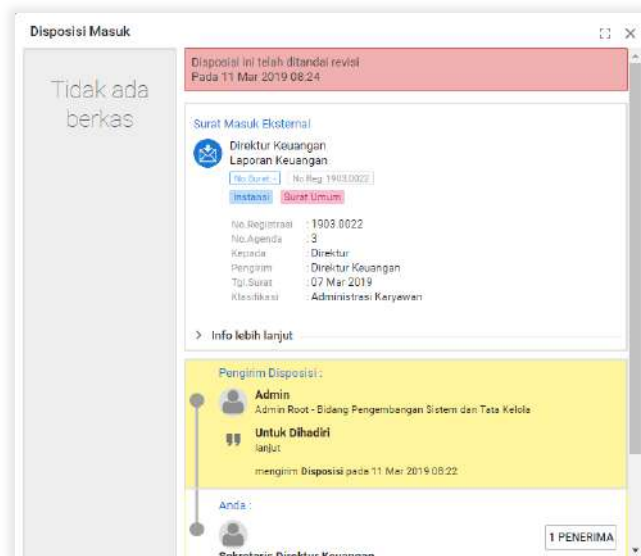 Disposisi Masuk
Tidak ada
berkas
Disposisi ini telah ditandai revisi
Pada 11 Mar 2019 08:24
Surat Masuk Eksternal
Direktur Keuangan
Laporan Keuangan
No.Surat:- No.Reg: 1903.0022
Instansi Surat Umum
No.Registrasi : 1903.0022
No.Agenda : 3
Kepada : Direktur
Pengirim : Direktur Keuangan
Tgl.Surat : 07 Mar 2019
Klasifikasi : Administrasi Karyawan
Info lebih lanjut
Pengirim Disposisi :
Admin
Admin Root - Bidang Pengembangan Sistem dan Tata Kelola
Untuk Dihadiri
lanjut
mengirim Disposisi pada 11 Mar 2019 08:22
Anda :
1 PENERIMA
Sekretaris Direktur Keuangan